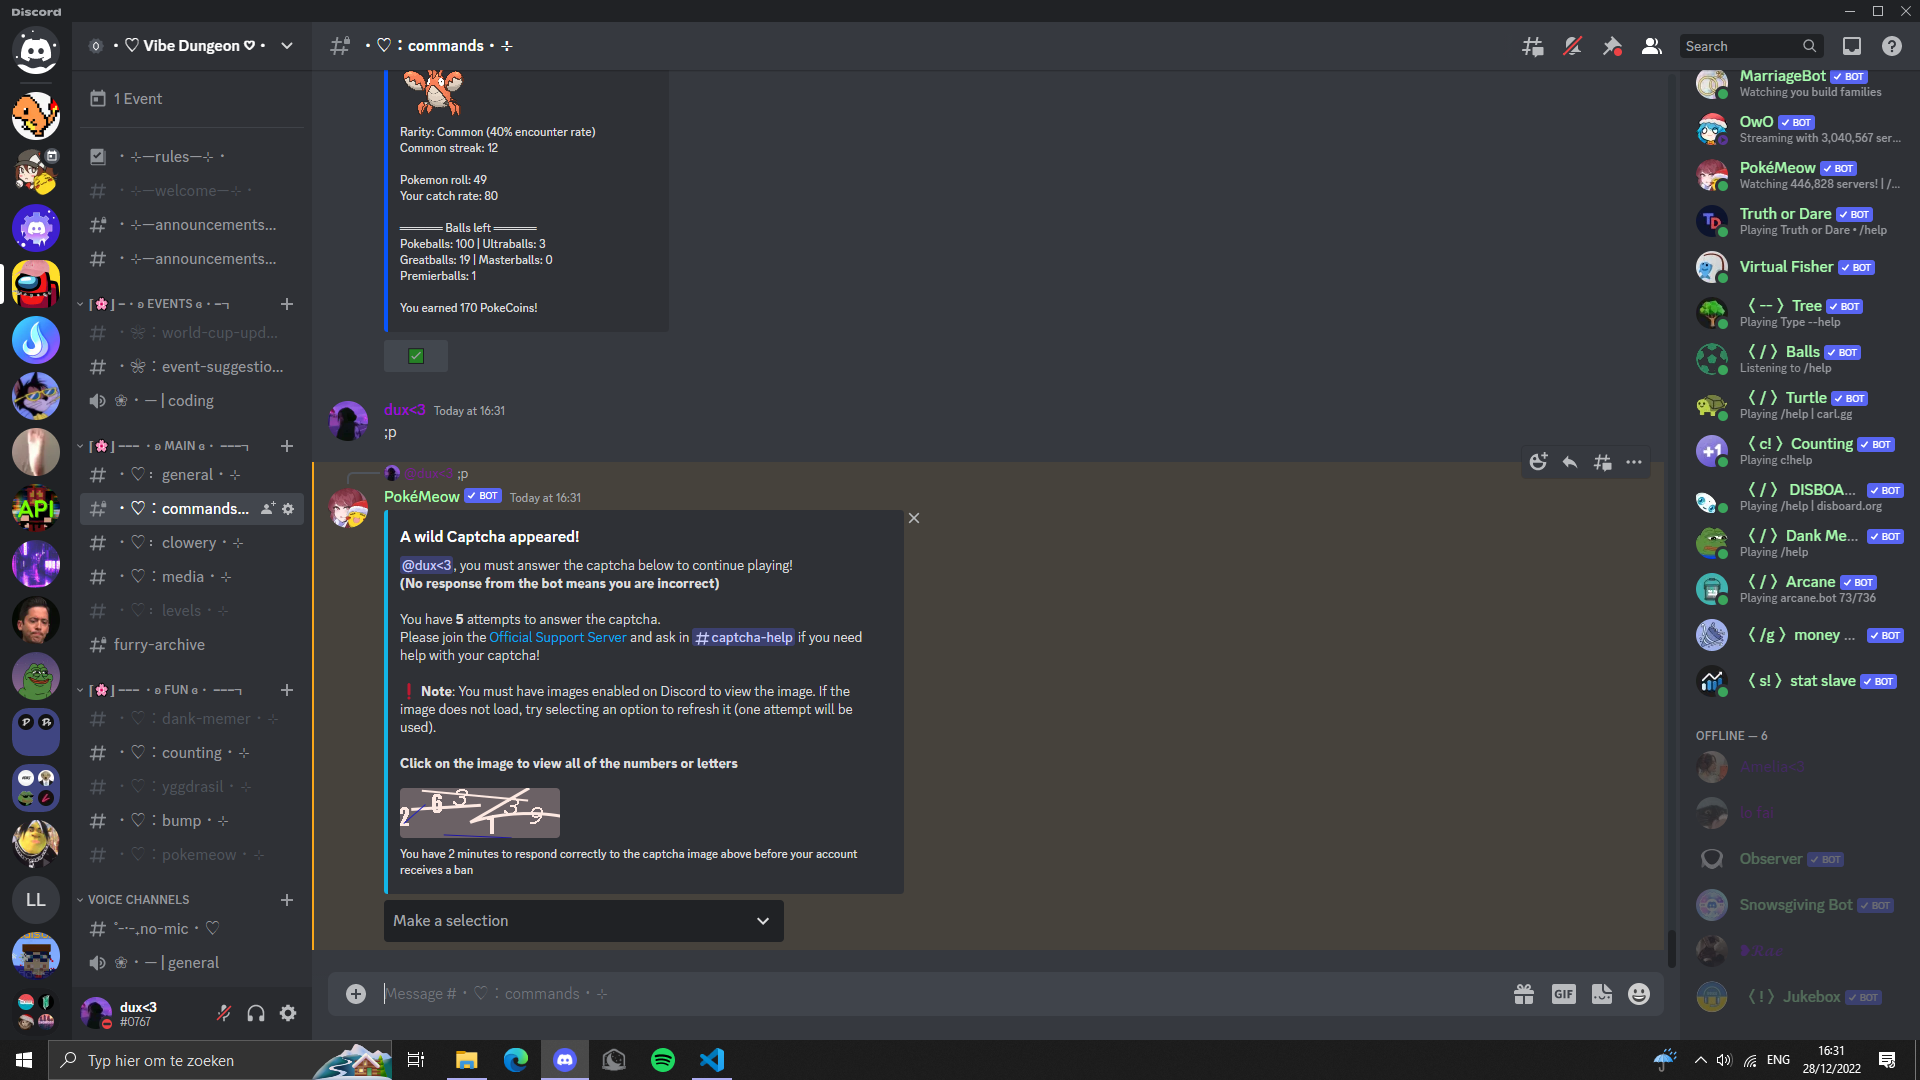 Discord
・♡ Vibe Dungeon ♡・
1 Event
・⊹—rules—⊹・
・⊹—welcome—⊹・
・⊹—announcements...
・⊹—announcements...
EVENTS
world-cup-upd...
event-suggestio...
— | coding
MAIN
・♡: general・⊹
・♡: commands...
・♡: clowery・⊹
・♡: media・⊹
・♡: levels・⊹
furry-archive
FUN
・♡: dank-memer・⊹
・♡: counting・⊹
・♡: yggdrasil・⊹
・♡: bump・⊹
・♡: pokemeow・⊹
VOICE CHANNELS
no-mic・♡
— | general
API
LL
dux<3
#0767
・♡: commands・⊹
Search
Rarity: Common (40% encounter rate)
Common streak: 12
Pokemon roll: 49
Your catch rate: 80
Balls left
Pokeballs: 100 | Ultraballs: 3
Greatballs: 19 | Masterballs: 0
Premierballs: 1
You earned 170 PokeCoins!
dux<3 Today at 16:31
;p
@dux<3 ;p
PokéMeow ✓ BOT Today at 16:31
A wild Captcha appeared!
@dux<3, you must answer the captcha below to continue playing!
(No response from the bot means you are incorrect)
You have 5 attempts to answer the captcha.
Please join the Official Support Server and ask in # captcha-help if you need
help with your captcha!
❗ Note: You must have images enabled on Discord to view the image. If the
image does not load, try selecting an option to refresh it (one attempt will be
used).
Click on the image to view all of the numbers or letters
2 6 3 1 3 9
You have 2 minutes to respond correctly to the captcha image above before your account
receives a ban
Make a selection
Message #・♡: commands・⊹
GIF
MarriageBot ✓ BOT
Watching you build families
OwO ✓ BOT
Streaming with 3,040,567 ser...
PokéMeow ✓ BOT
Watching 446,828 servers! | /...
Truth or Dare ✓ BOT
Playing Truth or Dare • /help
Virtual Fisher ✓ BOT
❬--❭ Tree ✓ BOT
Playing Type --help
❬/❭ Balls ✓ BOT
Listening to /help
❬/❭ Turtle ✓ BOT
Playing /help | carl.gg
❬c!❭ Counting ✓ BOT
Playing c!help
❬/❭ DISBOA... ✓ BOT
Playing /help | disboard.org
❬/❭ Dank Me... ✓ BOT
Playing /help
❬/❭ Arcane ✓ BOT
Playing arcane.bot 73/736
❬/g❭ money ... ✓ BOT
❬s!❭ stat slave ✓ BOT
OFFLINE — 6
Amelia<3
Observer ✓ BOT
Snowsgiving Bot ✓ BOT
❬!❭ Jukebox ✓ BOT
Typ hier om te zoeken
ENG
16:31
28/12/2022